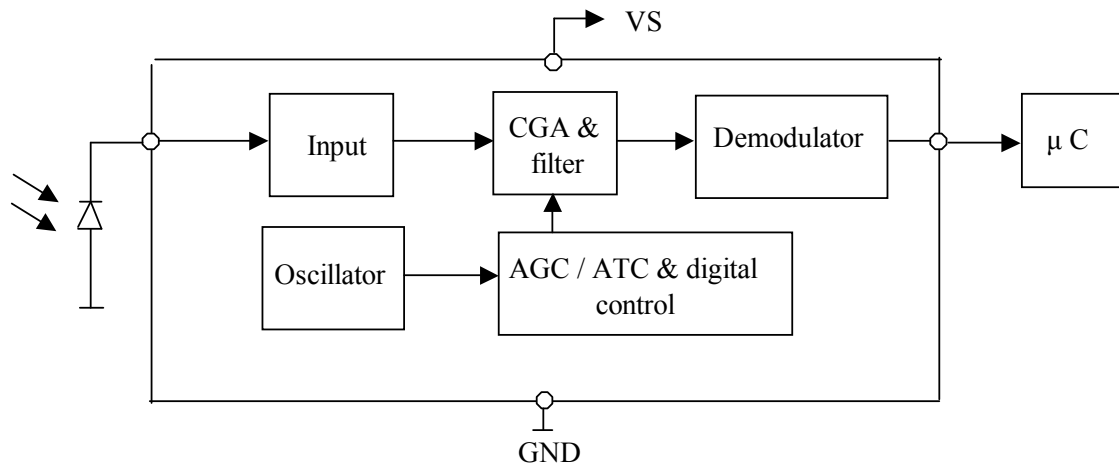 VS
Input
CGA &
filter
Demodulator
μ C
Oscillator
AGC / ATC & digital
control
GND